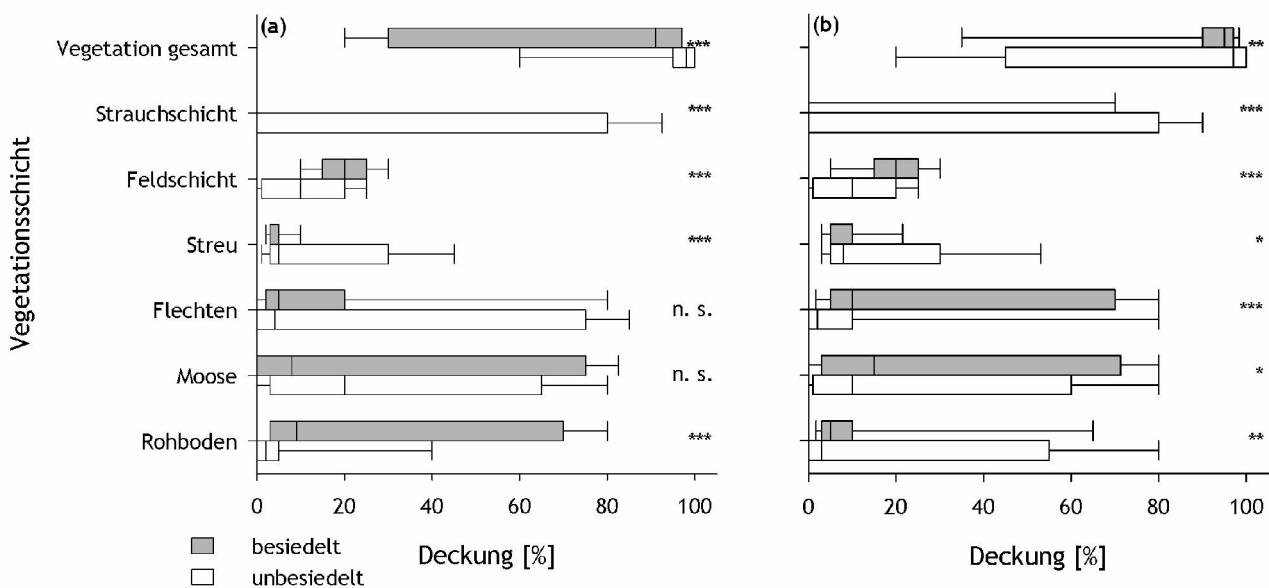 (a)
(b)
Vegetationsschicht
Vegetation gesamt
***
**
Strauchschicht
***
***
Feldschicht
***
***
Streu
***
*
Flechten
n. s.
***
Moose
n. s.
*
Rohboden
***
**
0 20 40 60 80 100
0 20 40 60 80 100
Deckung [%]
Deckung [%]
besiedelt
unbesiedelt